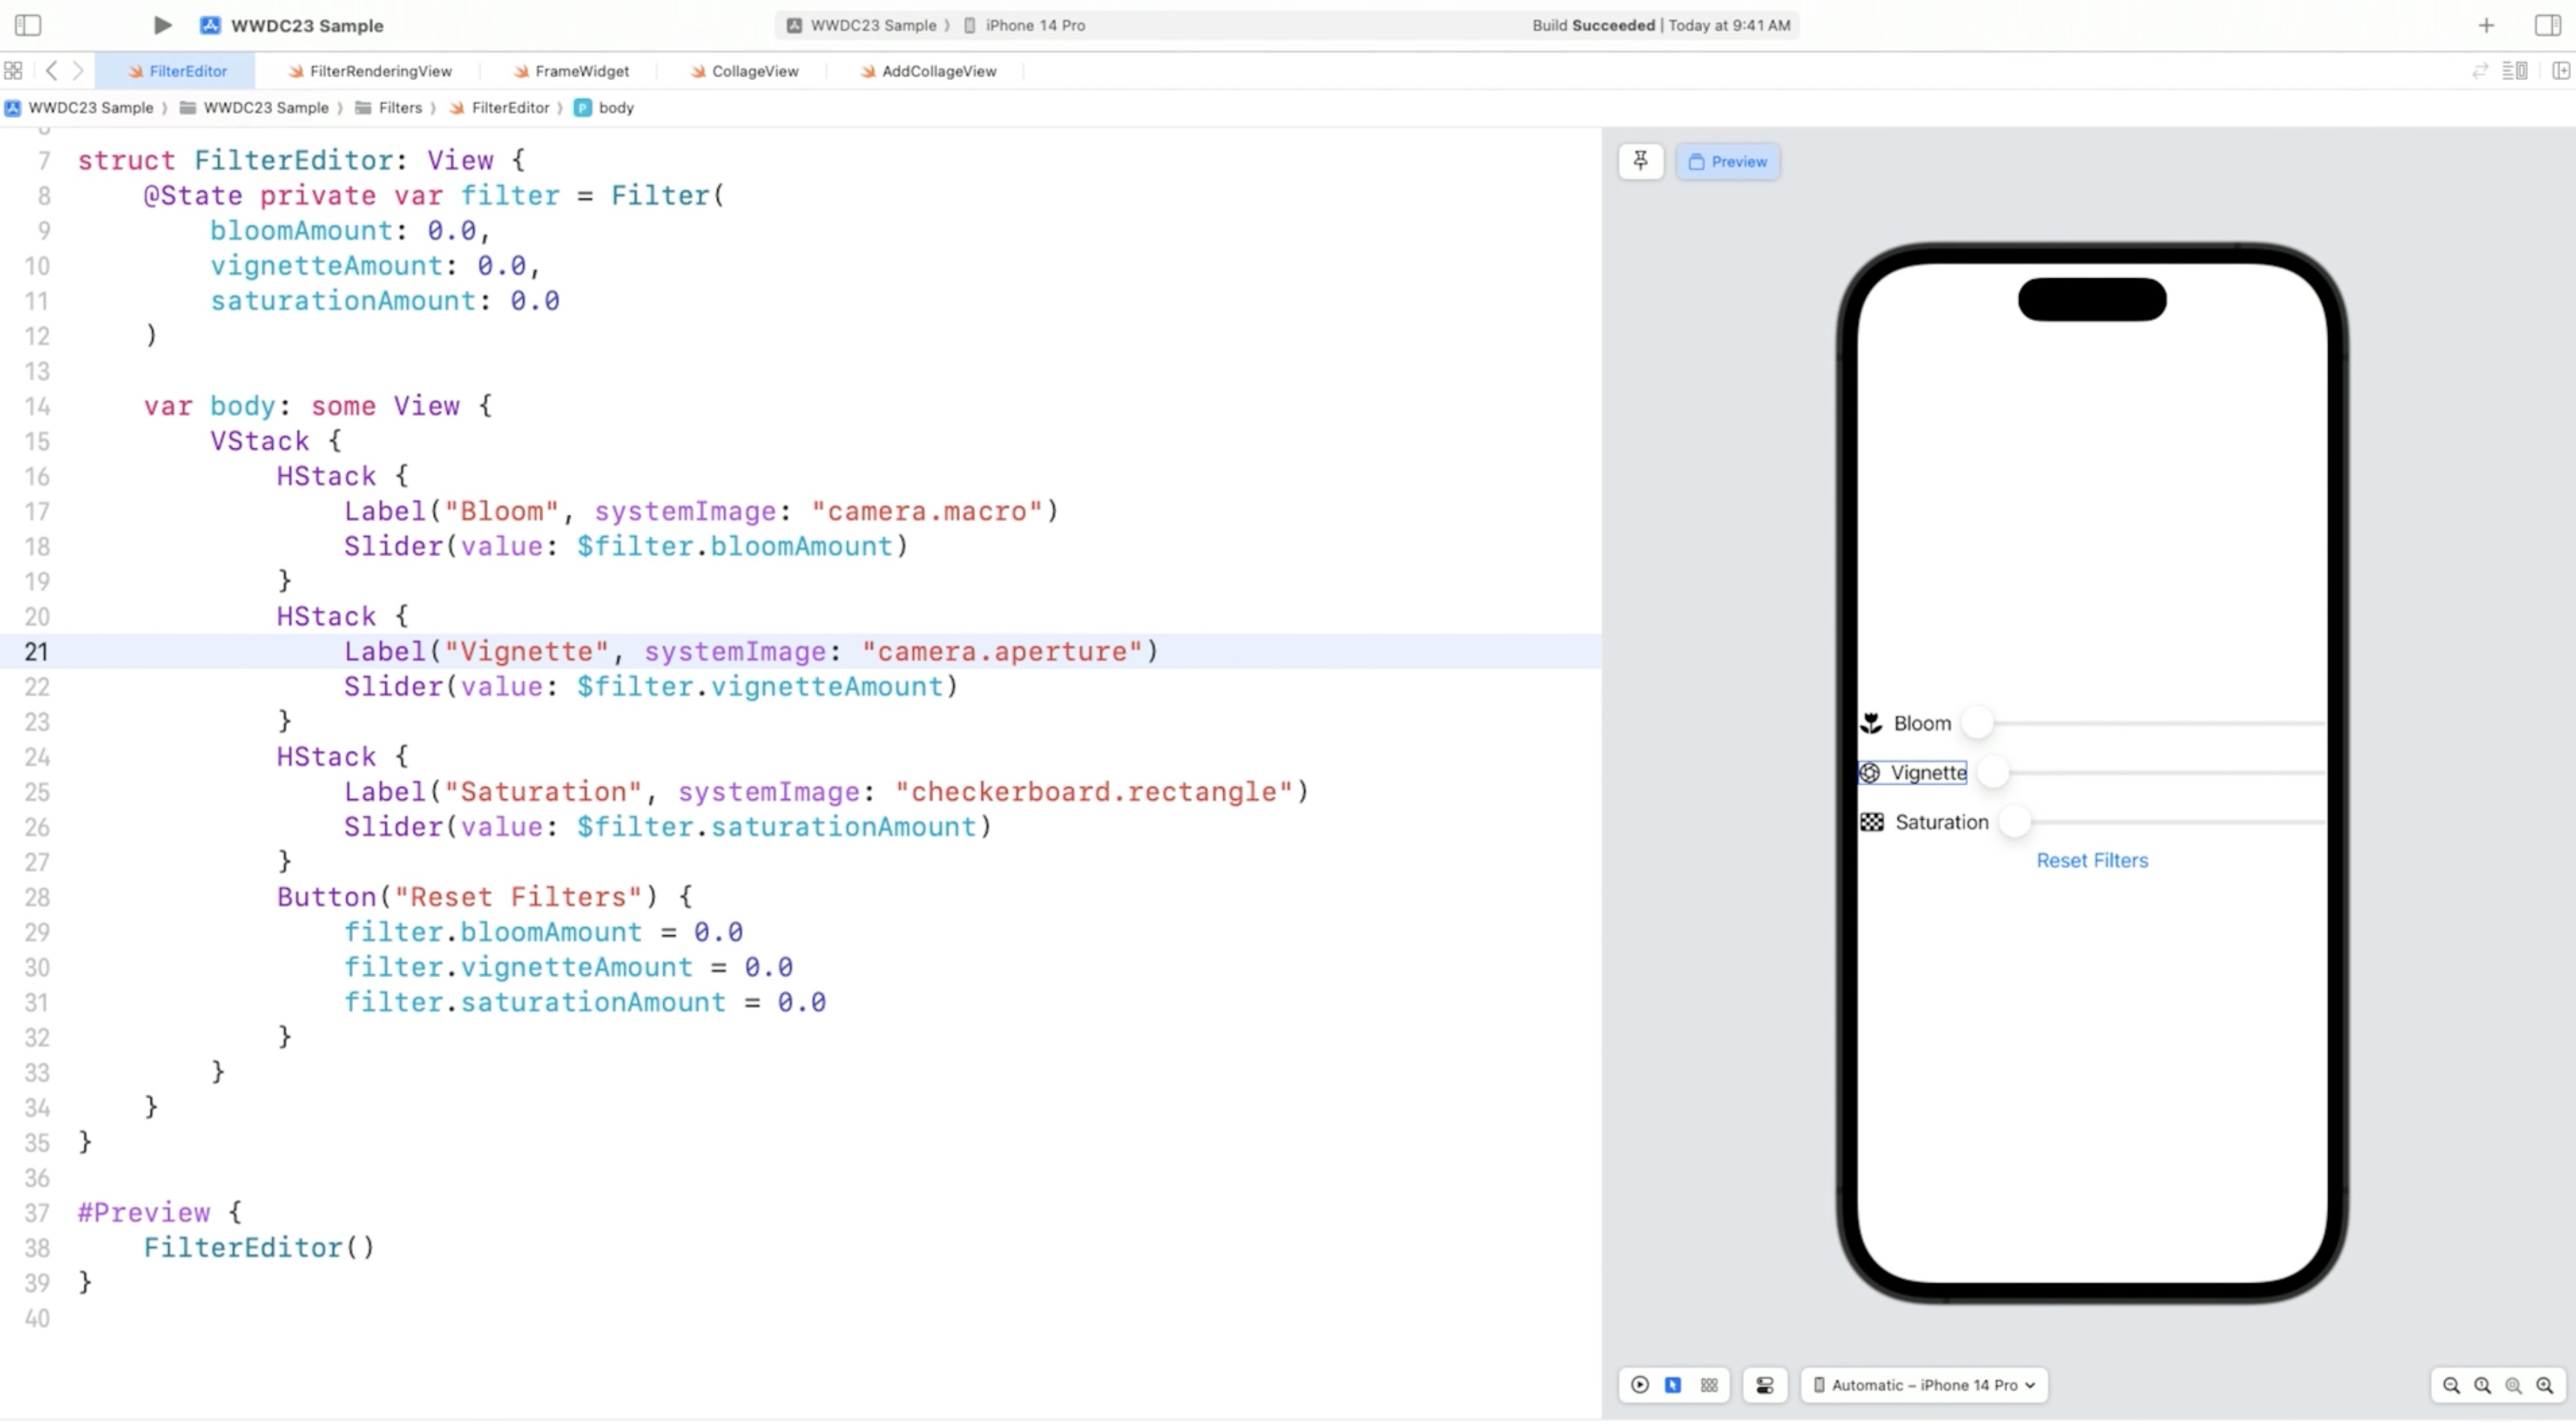 WWDC23 Sample
WWDC23 Sample 〉 iPhone 14 Pro
Build Succeeded | Today at 9:41 AM
FilterEditor
FilterRenderingView
FrameWidget
CollageView
AddCollageView
WWDC23 Sample 〉 WWDC23 Sample 〉 Filters 〉 FilterEditor 〉 P body
7 struct FilterEditor: View {
8 @State private var filter = Filter(
9 bloomAmount: 0.0,
10 vignetteAmount: 0.0,
11 saturationAmount: 0.0
12 )
13
14 var body: some View {
15 VStack {
16 HStack {
17 Label("Bloom", systemImage: "camera.macro")
18 Slider(value: $filter.bloomAmount)
19 }
20 HStack {
21 Label("Vignette", systemImage: "camera.aperture")
22 Slider(value: $filter.vignetteAmount)
23 }
24 HStack {
25 Label("Saturation", systemImage: "checkerboard.rectangle")
26 Slider(value: $filter.saturationAmount)
27 }
28 Button("Reset Filters") {
29 filter.bloomAmount = 0.0
30 filter.vignetteAmount = 0.0
31 filter.saturationAmount = 0.0
32 }
33 }
34 }
35 }
36
37 #Preview {
38 FilterEditor()
39 }
40
Preview
Bloom
Vignette
Saturation
Reset Filters
Automatic – iPhone 14 Pro